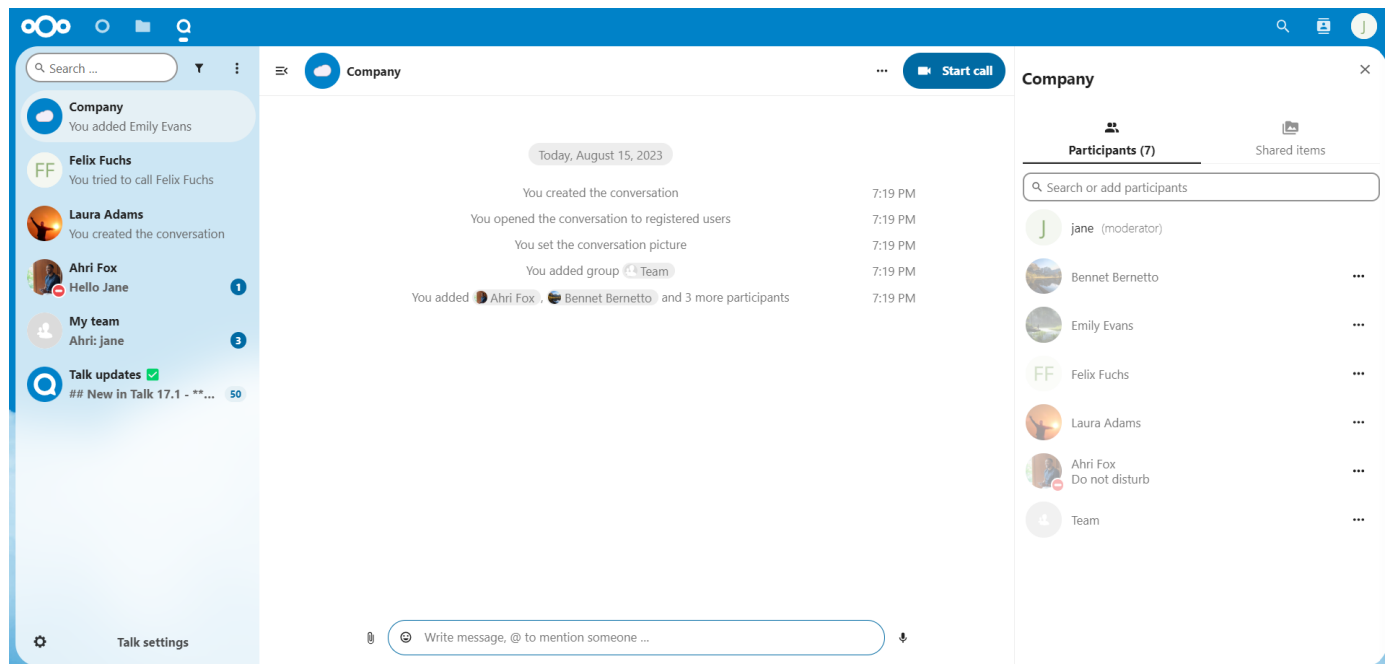 J
Search ...
Company
You added Emily Evans
FF
Felix Fuchs
You tried to call Felix Fuchs
Laura Adams
You created the conversation
Ahri Fox
Hello Jane
1
My team
Ahri: jane
3
Talk updates ✅
## New in Talk 17.1 - **...
50
Talk settings
Company
Start call
Today, August 15, 2023
You created the conversation 7:19 PM
You opened the conversation to registered users 7:19 PM
You set the conversation picture 7:19 PM
You added group Team 7:19 PM
You added Ahri Fox , Bennet Bernetto and 3 more participants 7:19 PM
Write message, @ to mention someone ...
Company
Participants (7)
Shared items
Search or add participants
J
jane (moderator)
Bennet Bernetto
Emily Evans
FF
Felix Fuchs
Laura Adams
Ahri Fox
Do not disturb
Team